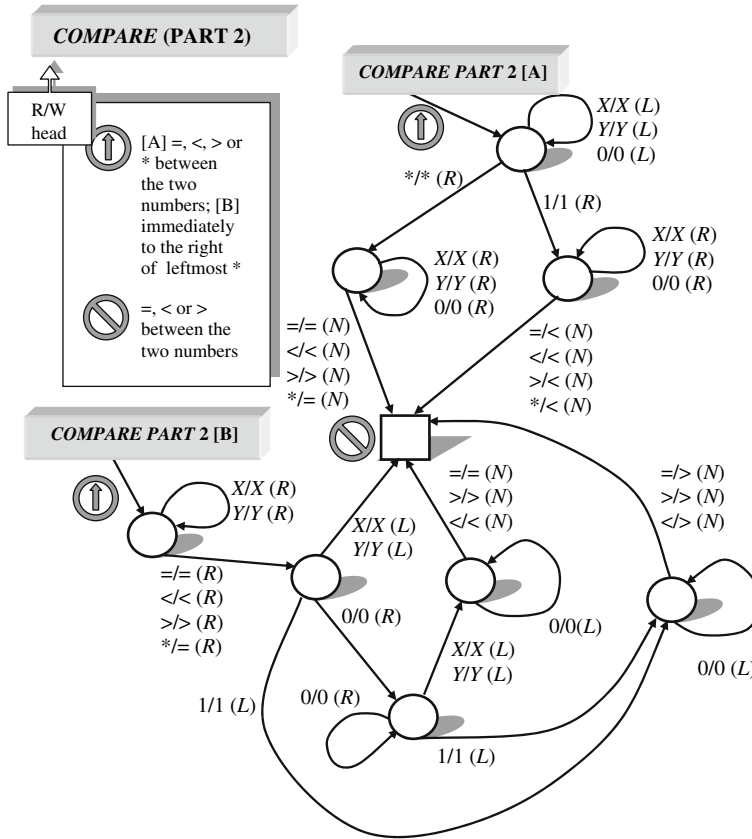 COMPARE (PART 2)
R/W
head
[A] =, <, > or
* between
the two
numbers; [B]
immediately
to the right
of leftmost *
=, < or >
between the
two numbers
COMPARE PART 2 [A]
X/X (L)
Y/Y (L)
0/0 (L)
*/* (R)
1/1 (R)
X/X (R)
Y/Y (R)
0/0 (R)
X/X (R)
Y/Y (R)
0/0 (R)
=/= (N)
</< (N)
>/> (N)
*/= (N)
=/< (N)
</< (N)
>/< (N)
*/< (N)
COMPARE PART 2 [B]
X/X (R)
Y/Y (R)
=/= (R)
</< (R)
>/> (R)
*/= (R)
X/X (L)
Y/Y (L)
=/= (N)
>/> (N)
</< (N)
=/> (N)
>/> (N)
</> (N)
0/0 (R)
0/0(L)
X/X (L)
Y/Y (L)
0/0 (L)
0/0 (R)
1/1 (L)
1/1 (L)